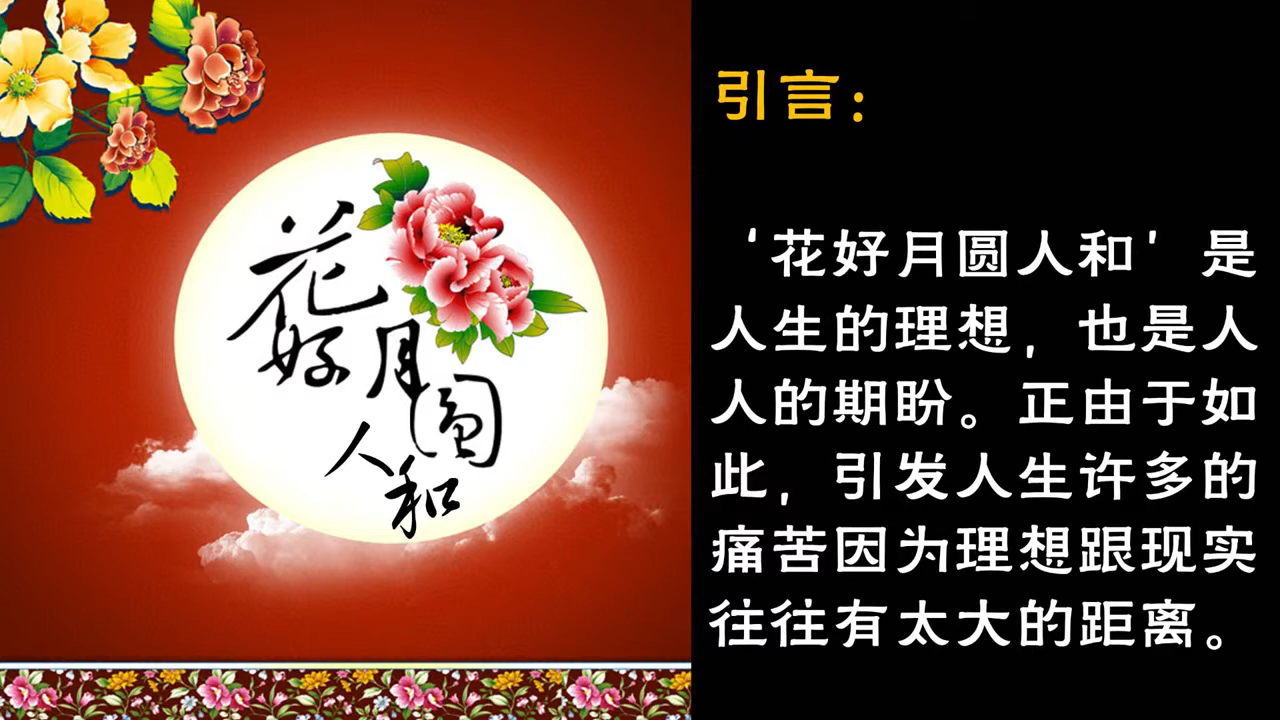 花好月圆
人和
引言：
‘花好月圆人和’是
人生的理想，也是人
人的期盼。正由于如
此，引发人生许多的
痛苦因为理想跟现实
往往有太大的距离。